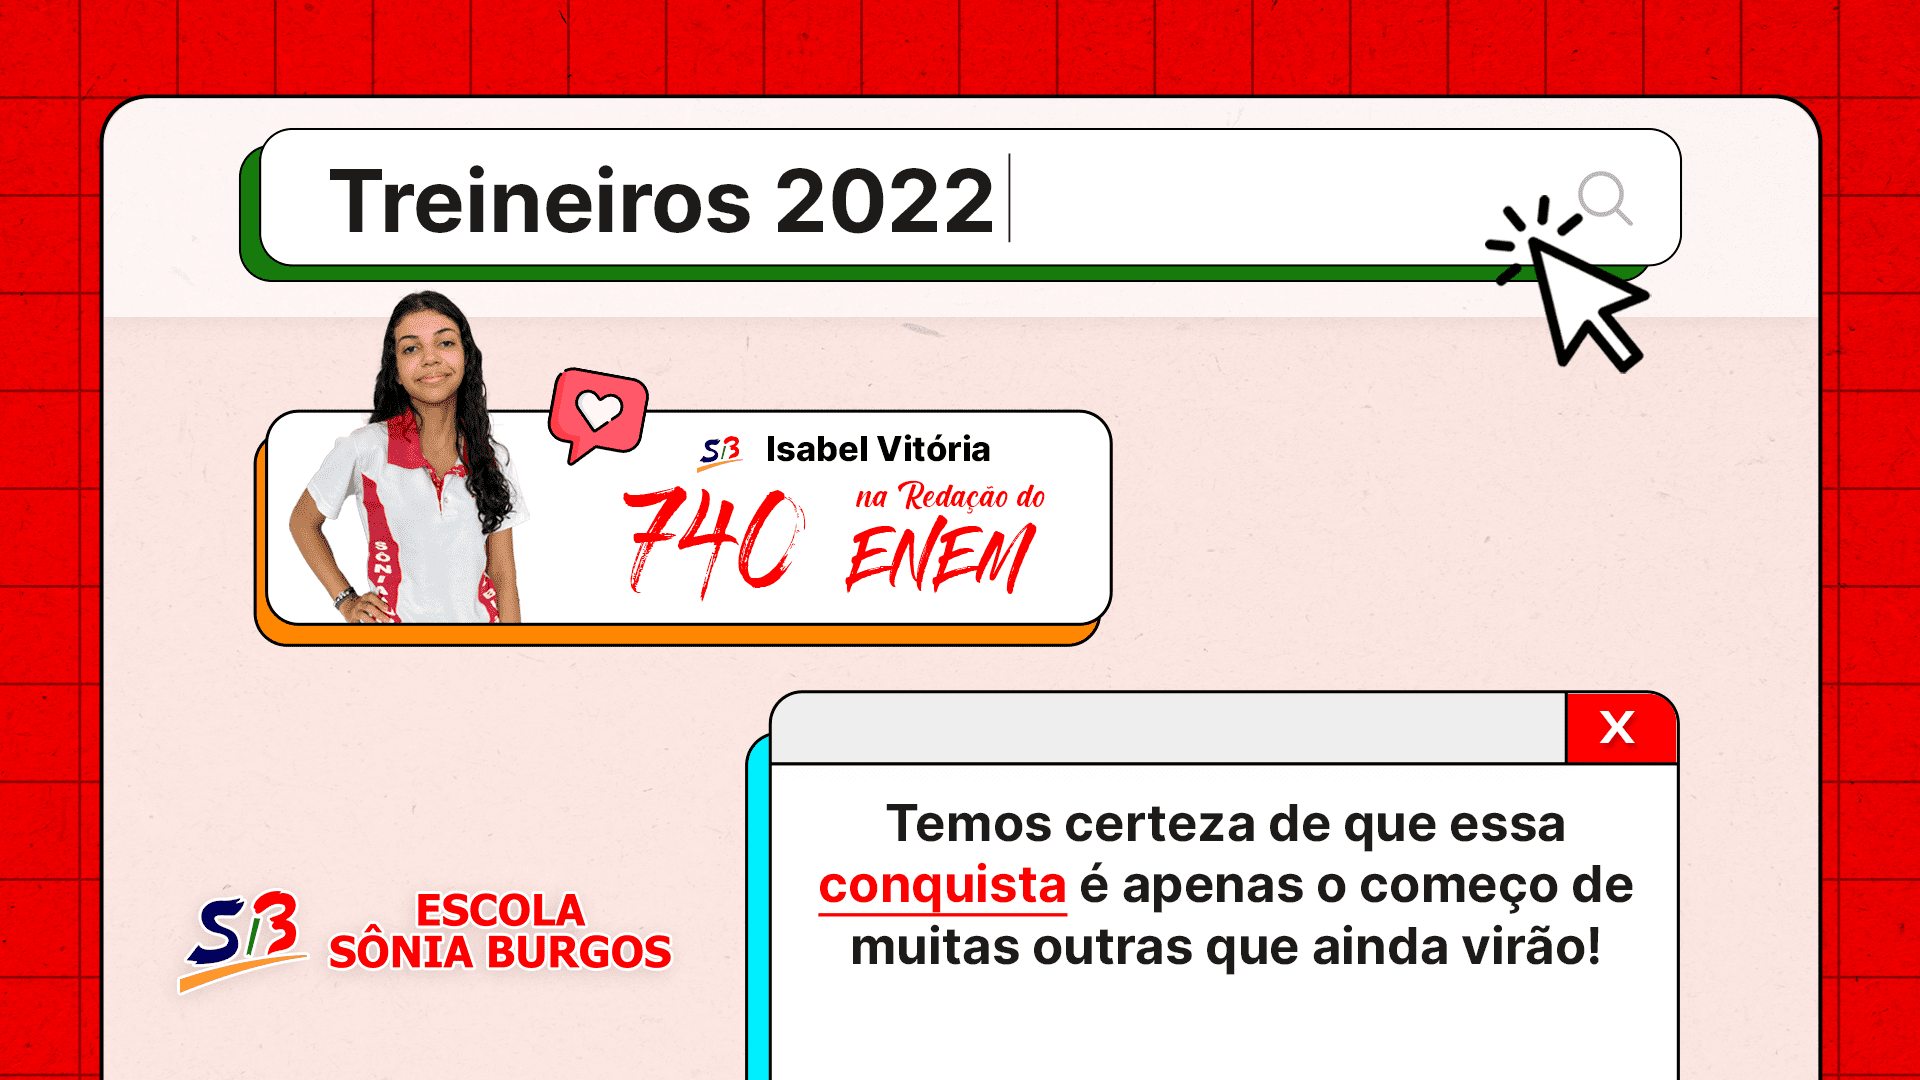 Treineiros 2022
SB Isabel Vitória
740 na Redação do
ENEM
SONIA
X
Temos certeza de que essa
conquista é apenas o começo de
muitas outras que ainda virão!
SB ESCOLA
SÔNIA BURGOS